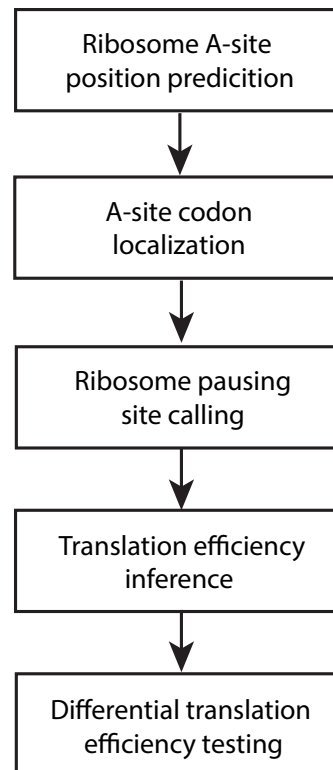 Ribosome A-site
position predicition
A-site codon
localization
Ribosome pausing
site calling
Translation efficiency
inference
Differential translation
efficiency testing